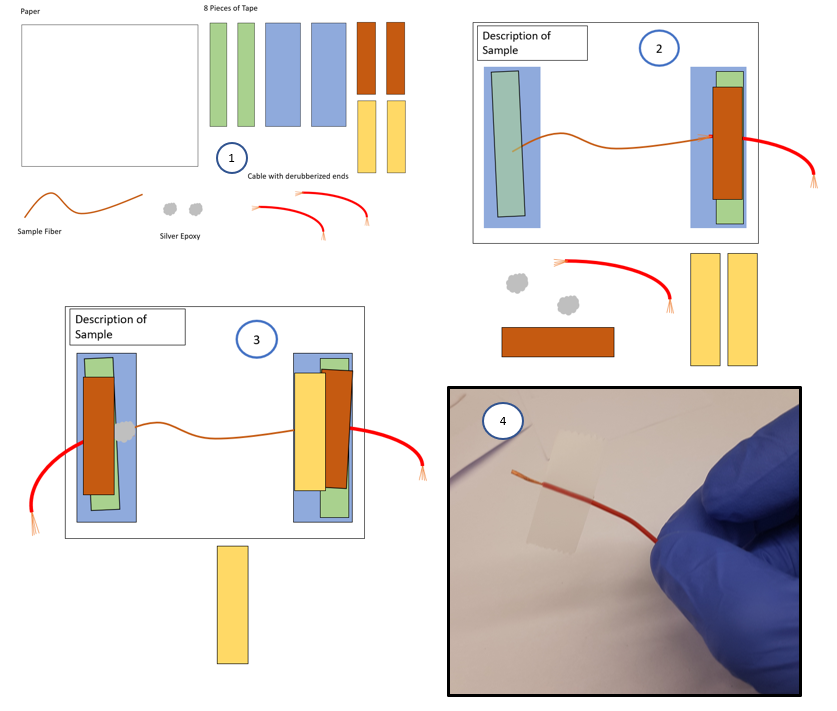 Paper
8 Pieces of Tape
1
Cable with derubberized ends
Sample Fiber
Silver Epoxy
Description of
Sample
2
Description of
Sample
3
4